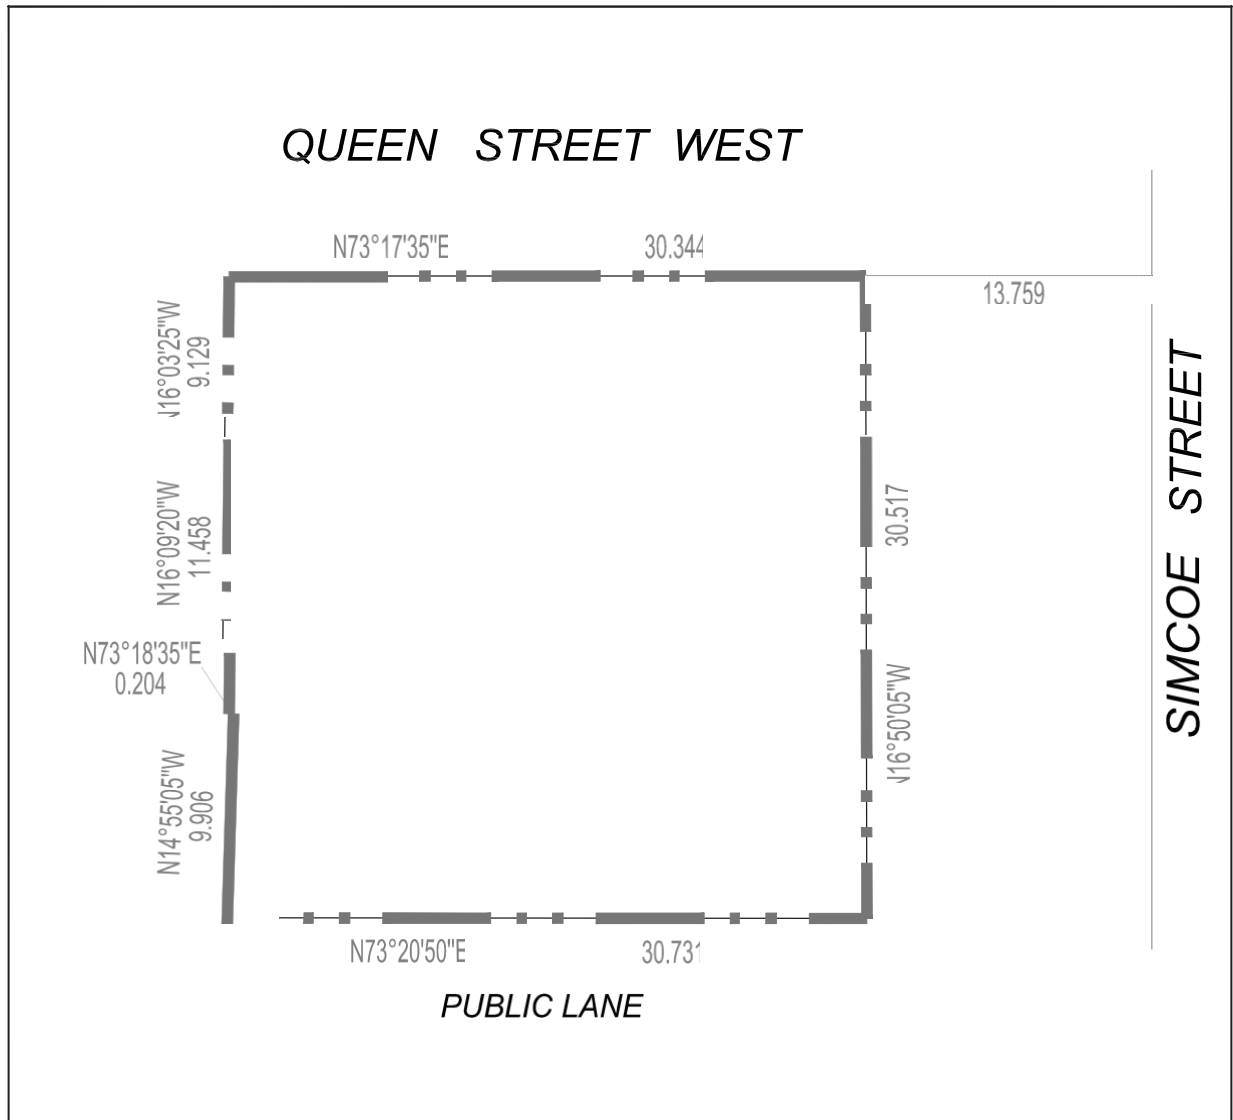 QUEEN STREET WEST
N73°17'35"E
30.344
13.759
N16°03'25"W
9.129
N16°09'20"W
11.458
N73°18'35"E
0.204
N14°55'05"W
9.906
30.517
N16°50'05"W
SIMCOE STREET
N73°20'50"E
30.731
PUBLIC LANE